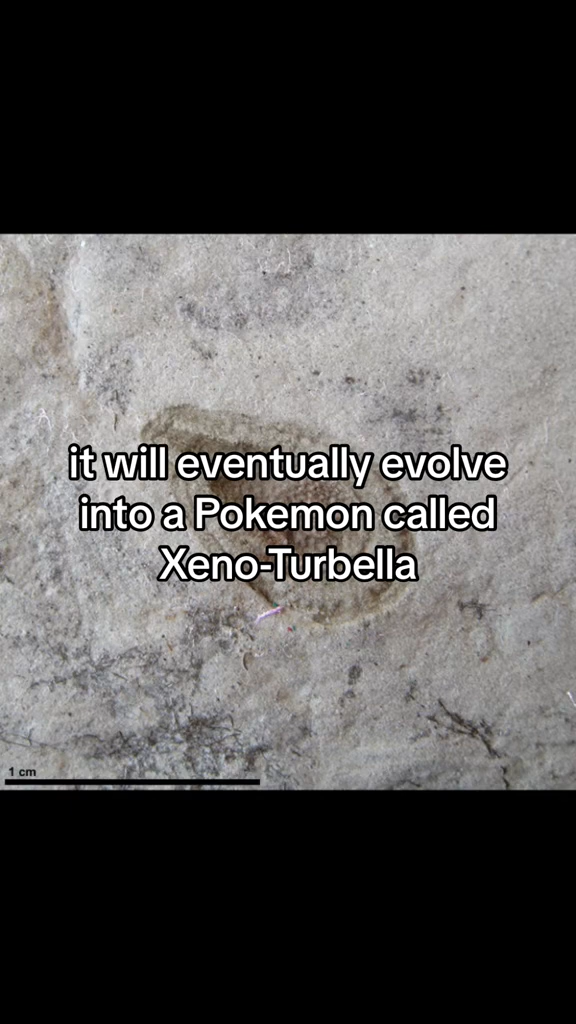 it will eventually evolve
into a Pokemon called
Xeno-Turbella
1 cm